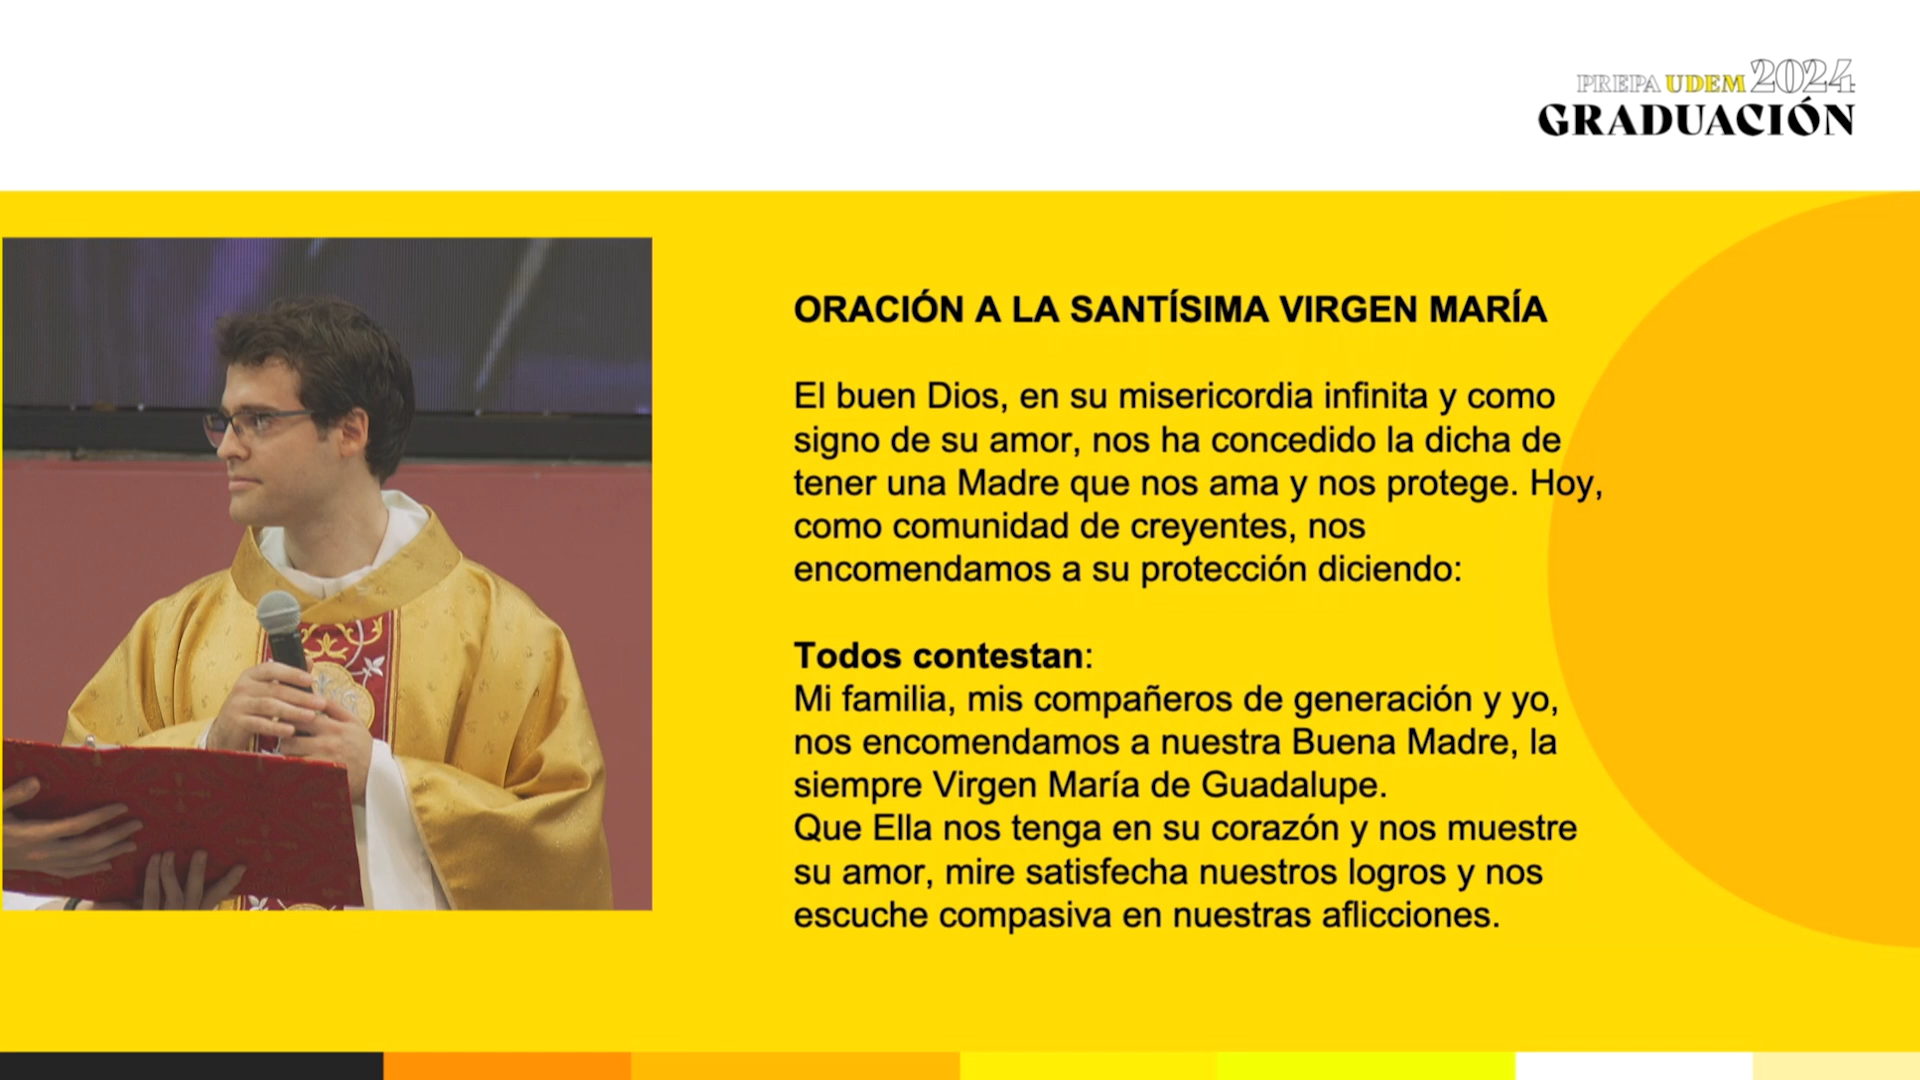 PREPA UDEM 2024
GRADUACIÓN
ORACIÓN A LA SANTÍSIMA VIRGEN MARÍA
El buen Dios, en su misericordia infinita y como
signo de su amor, nos ha concedido la dicha de
tener una Madre que nos ama y nos protege. Hoy,
como comunidad de creyentes, nos
encomendamos a su protección diciendo:
Todos contestan:
Mi familia, mis compañeros de generación y yo,
nos encomendamos a nuestra Buena Madre, la
siempre Virgen María de Guadalupe.
Que Ella nos tenga en su corazón y nos muestre
su amor, mire satisfecha nuestros logros y nos
escuche compasiva en nuestras aflicciones.